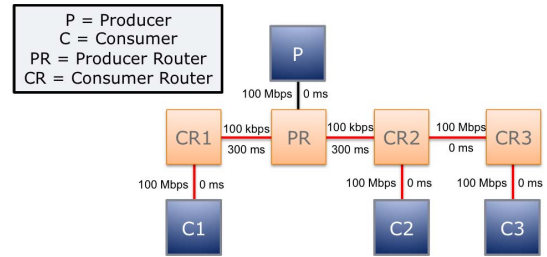 P = Producer
C = Consumer
PR = Producer Router
CR = Consumer Router
P
100 Mbps 0 ms
CR1
100 kbps
300 ms
PR
100 kbps
300 ms
CR2
100 Mbps
0 ms
CR3
100 Mbps 0 ms
100 Mbps 0 ms
100 Mbps 0 ms
C1
C2
C3